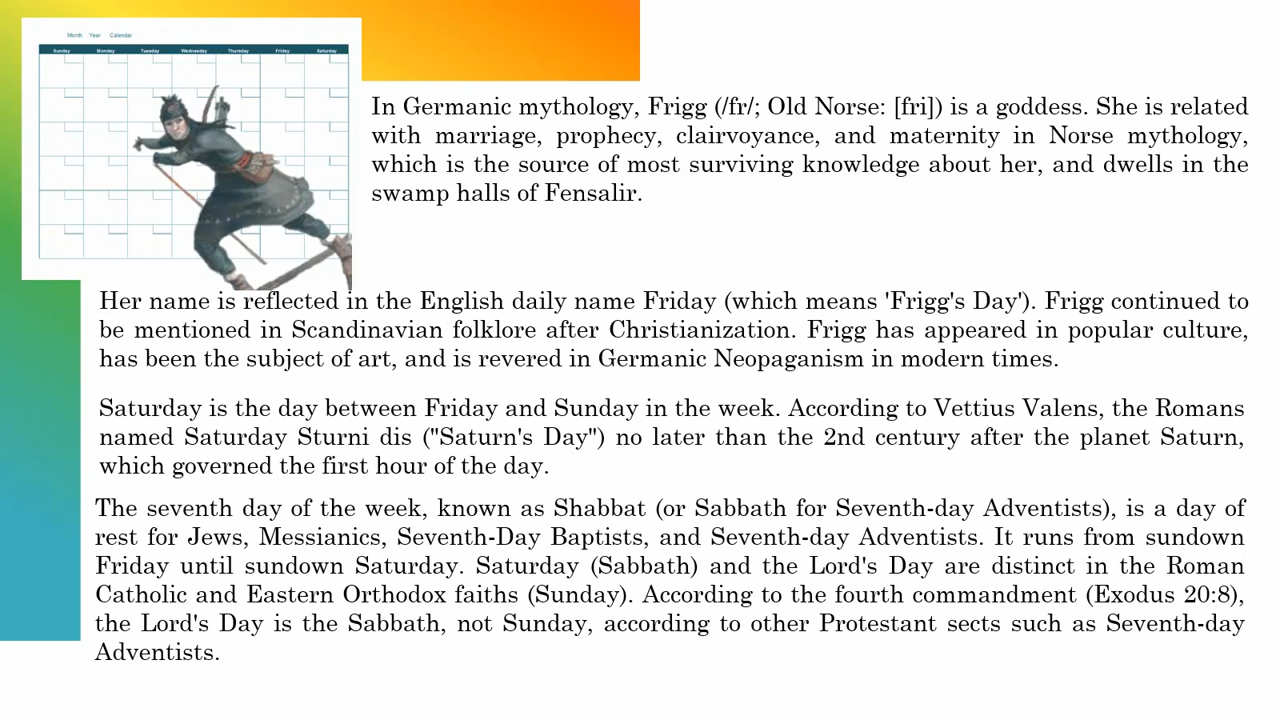 Month Year Calendar
Sunday Monday Tuesday Wednesday Thursday Friday Saturday
In Germanic mythology, Frigg (/fr/; Old Norse: [fri]) is a goddess. She is related
with marriage, prophecy, clairvoyance, and maternity in Norse mythology,
which is the source of most surviving knowledge about her, and dwells in the
swamp halls of Fensalir.
Her name is reflected in the English daily name Friday (which means 'Frigg's Day'). Frigg continued to
be mentioned in Scandinavian folklore after Christianization. Frigg has appeared in popular culture,
has been the subject of art, and is revered in Germanic Neopaganism in modern times.
Saturday is the day between Friday and Sunday in the week. According to Vettius Valens, the Romans
named Saturday Sturni dis ("Saturn's Day") no later than the 2nd century after the planet Saturn,
which governed the first hour of the day.
The seventh day of the week, known as Shabbat (or Sabbath for Seventh-day Adventists), is a day of
rest for Jews, Messianics, Seventh-Day Baptists, and Seventh-day Adventists. It runs from sundown
Friday until sundown Saturday. Saturday (Sabbath) and the Lord's Day are distinct in the Roman
Catholic and Eastern Orthodox faiths (Sunday). According to the fourth commandment (Exodus 20:8),
the Lord's Day is the Sabbath, not Sunday, according to other Protestant sects such as Seventh-day
Adventists.